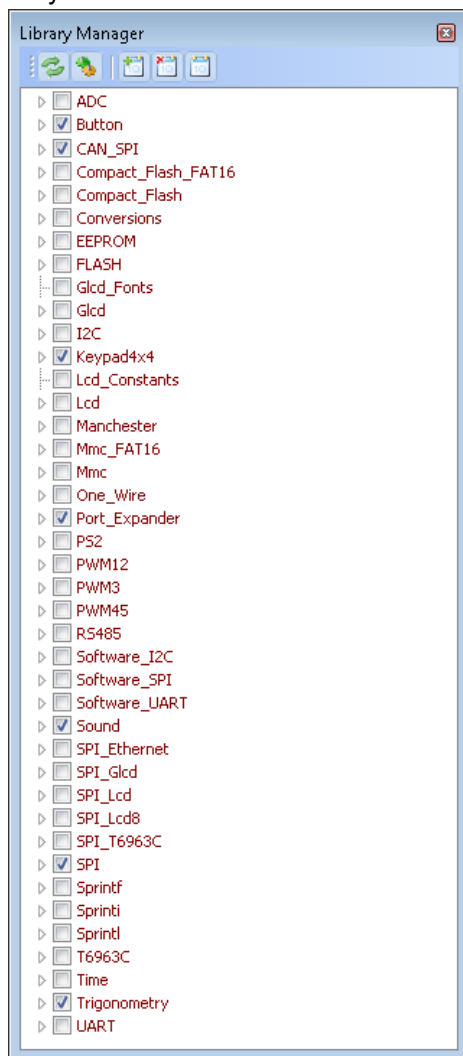 Library Manager
ADC
Button
CAN_SPI
Compact_Flash_FAT16
Compact_Flash
Conversions
EEPROM
FLASH
Glcd_Fonts
Glcd
I2C
Keypad4x4
Lcd_Constants
Lcd
Manchester
Mmc_FAT16
Mmc
One_Wire
Port_Expander
PS2
PWM12
PWM3
PWM45
RS485
Software_I2C
Software_SPI
Software_UART
Sound
SPI_Ethernet
SPI_Glcd
SPI_Lcd
SPI_Lcd8
SPI_T6963C
SPI
Sprintf
Sprinti
Sprintl
T6963C
Time
Trigonometry
UART